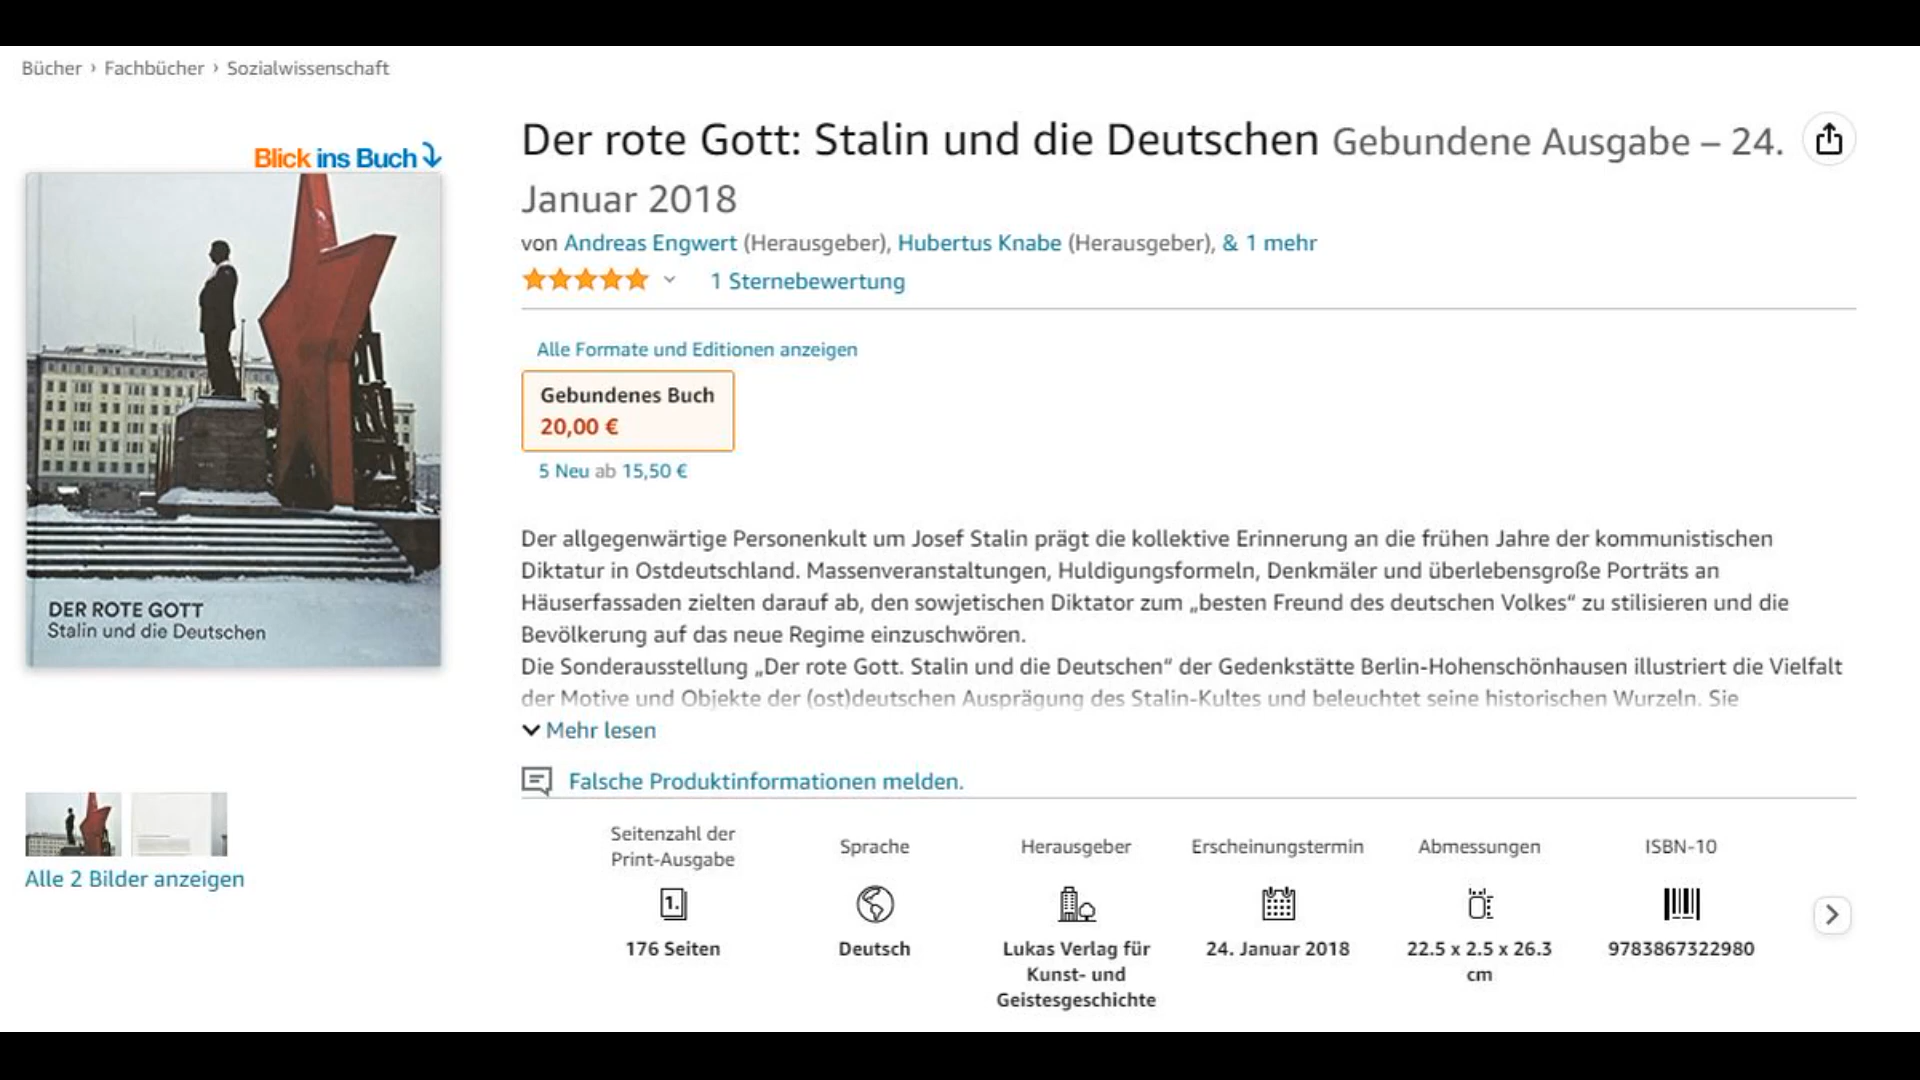 Bücher › Fachbücher › Sozialwissenschaft
Blick ins Buch
DER ROTE GOTT
Stalin und die Deutschen
Alle 2 Bilder anzeigen
Der rote Gott: Stalin und die Deutschen Gebundene Ausgabe – 24.
Januar 2018
von Andreas Engwert (Herausgeber), Hubertus Knabe (Herausgeber), & 1 mehr
1 Sternebewertung
Alle Formate und Editionen anzeigen
Gebundenes Buch
20,00 €
5 Neu ab 15,50 €
Der allgegenwärtige Personenkult um Josef Stalin prägt die kollektive Erinnerung an die frühen Jahre der kommunistischen
Diktatur in Ostdeutschland. Massenveranstaltungen, Huldigungsformeln, Denkmäler und überlebensgroße Porträts an
Häuserfassaden zielten darauf ab, den sowjetischen Diktator zum „besten Freund des deutschen Volkes“ zu stilisieren und die
Bevölkerung auf das neue Regime einzuschwören.
Die Sonderausstellung „Der rote Gott. Stalin und die Deutschen“ der Gedenkstätte Berlin-Hohenschönhausen illustriert die Vielfalt
der Motive und Objekte der (ost)deutschen Ausprägung des Stalin-Kultes und beleuchtet seine historischen Wurzeln. Sie
Mehr lesen
Falsche Produktinformationen melden.
Seitenzahl der
Print-Ausgabe
1.
176 Seiten
Sprache
Deutsch
Herausgeber
Lukas Verlag für
Kunst- und
Geistesgeschichte
Erscheinungstermin
24. Januar 2018
Abmessungen
22.5 x 2.5 x 26.3
cm
ISBN-10
9783867322980